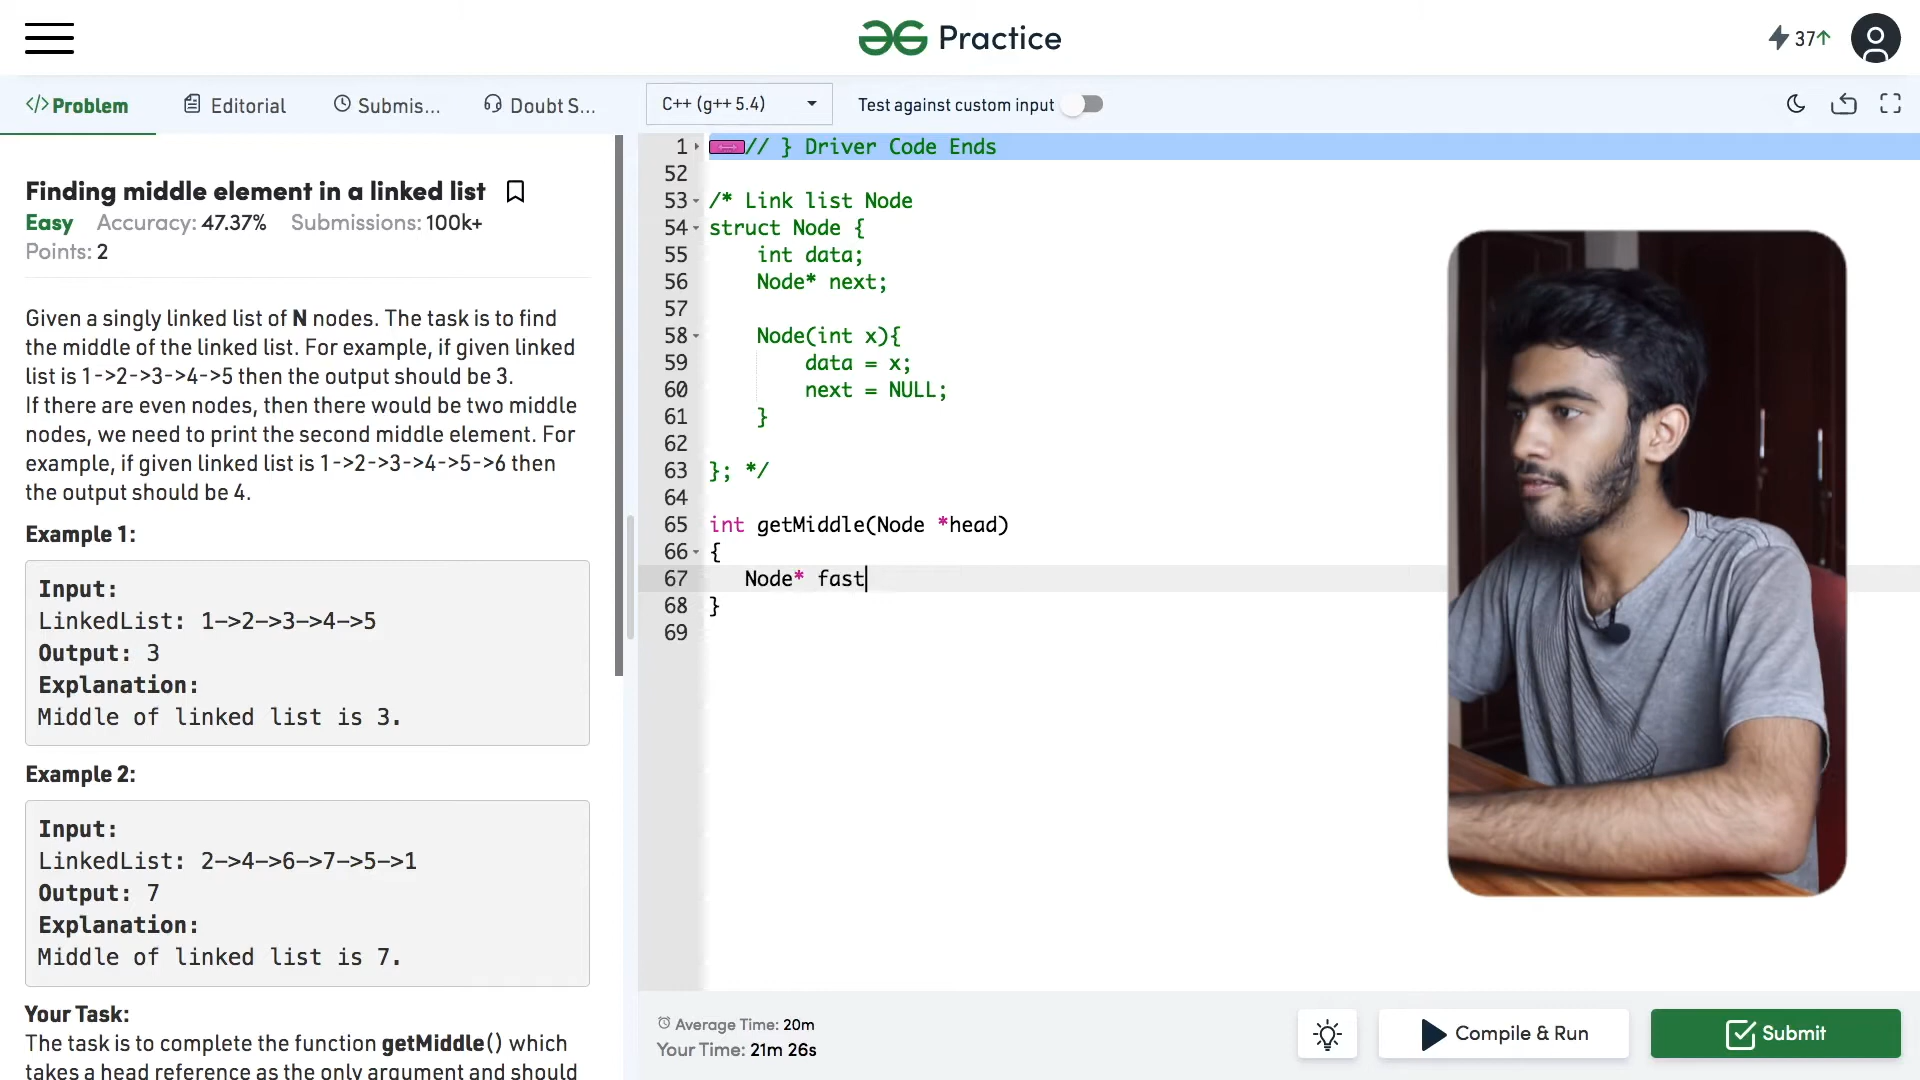 Practice
37↑
</>Problem
Editorial
Submis...
Doubt S...
C++ (g++ 5.4)
Test against custom input
Finding middle element in a linked list
Easy Accuracy: 47.37% Submissions: 100k+
Points: 2
Given a singly linked list of N nodes. The task is to find
the middle of the linked list. For example, if given linked
list is 1->2->3->4->5 then the output should be 3.
If there are even nodes, then there would be two middle
nodes, we need to print the second middle element. For
example, if given linked list is 1->2->3->4->5->6 then
the output should be 4.
Example 1:
Input:
LinkedList: 1->2->3->4->5
Output: 3
Explanation:
Middle of linked list is 3.
Example 2:
Input:
LinkedList: 2->4->6->7->5->1
Output: 7
Explanation:
Middle of linked list is 7.
Your Task:
The task is to complete the function getMiddle() which
takes a head reference as the only argument and should
1 // } Driver Code Ends
52
53 /* Link list Node
54 struct Node {
55 int data;
56 Node* next;
57
58 Node(int x){
59 data = x;
60 next = NULL;
61 }
62
63 }; */
64
65 int getMiddle(Node *head)
66 {
67 Node* fast
68 }
69
Average Time: 20m
Your Time: 21m 26s
Compile & Run
Submit